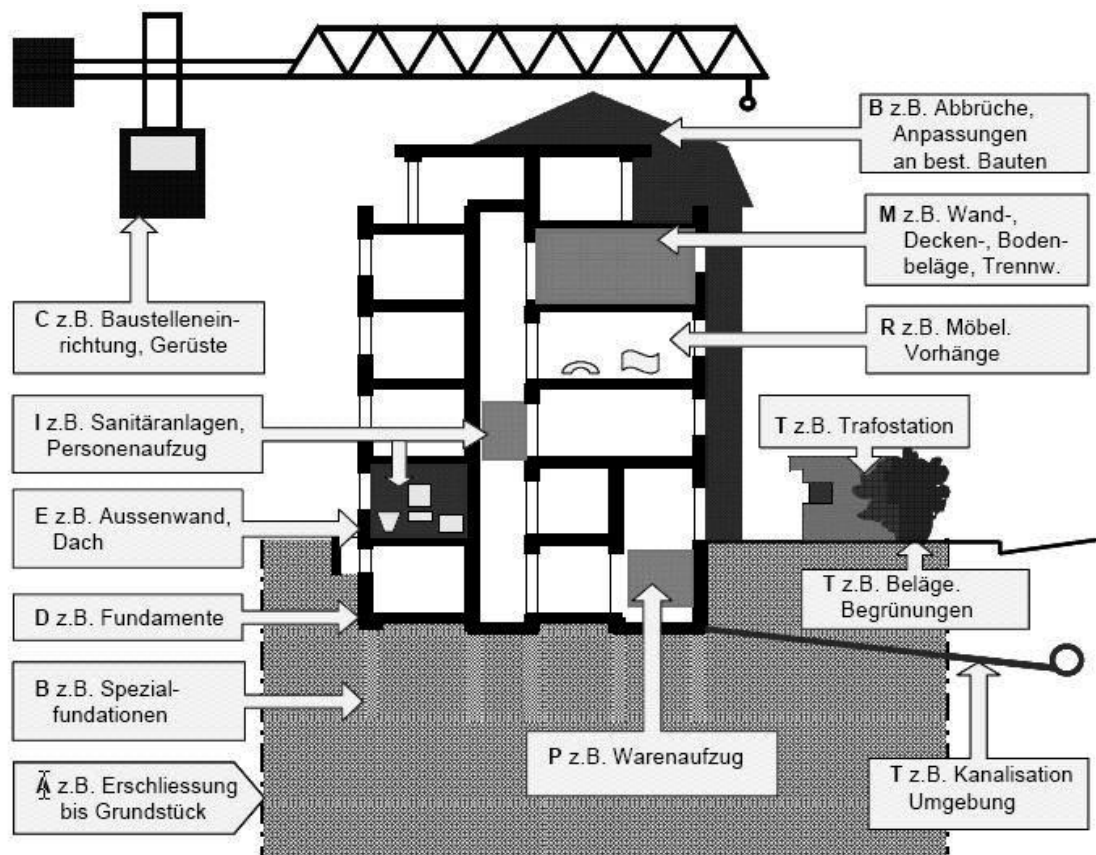 B z.B. Abbrüche,
Anpassungen
an best. Bauten
M z.B. Wand-,
Decken-, Boden-
beläge, Trennw.
C z.B. Baustellenein-
richtung, Gerüste
R z.B. Möbel.
Vorhänge
I z.B. Sanitäranlagen,
Personenaufzug
T z.B. Trafostation
E z.B. Aussenwand,
Dach
T z.B. Beläge.
Begrünungen
D z.B. Fundamente
B z.B. Spezial-
fundationen
P z.B. Warenaufzug
A z.B. Erschliessung
bis Grundstück
T z.B. Kanalisation
Umgebung